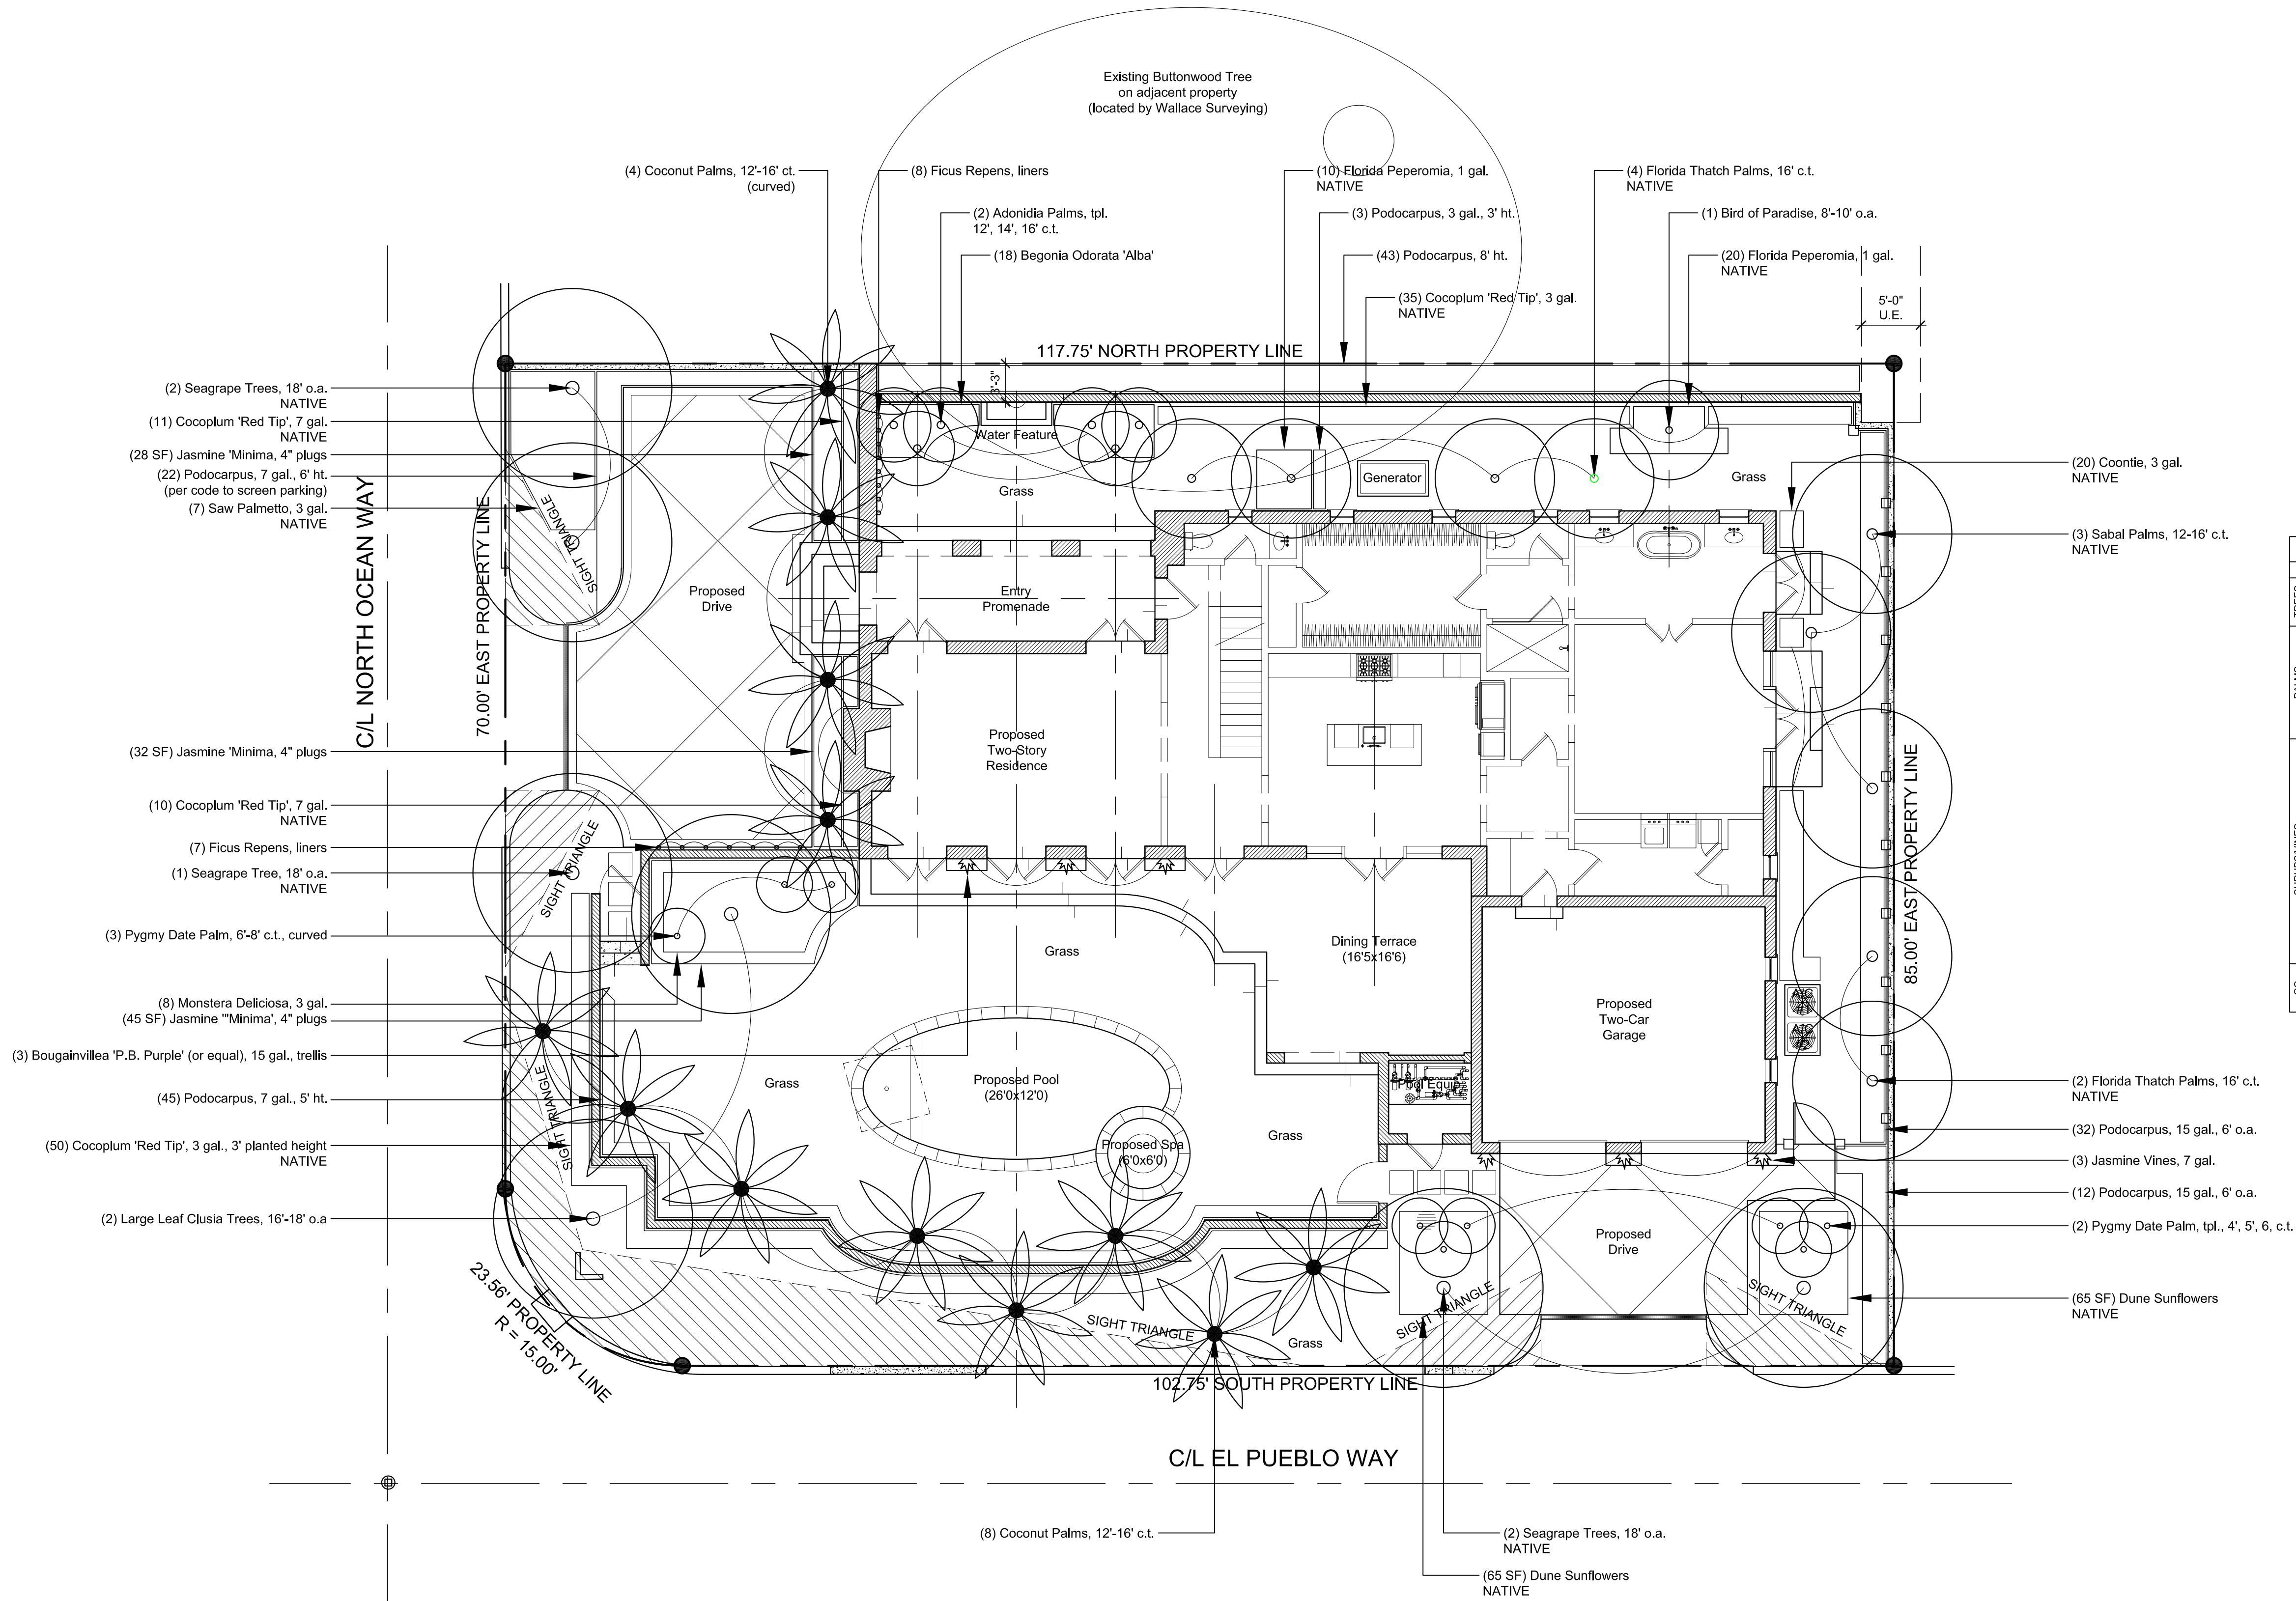 Existing Buttonwood Tree
on adjacent property
(located by Wallace Surveying)
(4) Coconut Palms, 12'-16' ct.
(curved)
(8) Ficus Repens, liners
(10) Florida Peperomia, 1 gal.
NATIVE
(4) Florida Thatch Palms, 16' c.t.
NATIVE
(2) Adonidia Palms, tpl.
12', 14', 16' c.t.
(3) Podocarpus, 3 gal., 3' ht.
(1) Bird of Paradise, 8'-10' o.a.
(18) Begonia Odorata 'Alba'
(43) Podocarpus, 8' ht.
(20) Florida Peperomia, 1 gal.
NATIVE
(35) Cocoplum 'Red Tip', 3 gal.
NATIVE
5'-0"
U.E.
117.75' NORTH PROPERTY LINE
3'-3"
(2) Seagrape Trees, 18' o.a.
NATIVE
(11) Cocoplum 'Red Tip', 7 gal.
NATIVE
(28 SF) Jasmine 'Minima, 4" plugs
(22) Podocarpus, 7 gal., 6' ht.
(per code to screen parking)
(7) Saw Palmetto, 3 gal.
NATIVE
C/L NORTH OCEAN WAY
70.00' EAST PROPERTY LINE
SIGHT TRIANGLE
Water Feature
Grass
Generator
Grass
(20) Coontie, 3 gal.
NATIVE
(3) Sabal Palms, 12-16' c.t.
NATIVE
Proposed
Drive
Entry
Promenade
TREES
PALMS
Proposed
Two-Story
Residence
(32 SF) Jasmine 'Minima, 4" plugs
(10) Cocoplum 'Red Tip', 7 gal.
NATIVE
(7) Ficus Repens, liners
(1) Seagrape Tree, 18' o.a.
NATIVE
SIGHT TRIANGLE
(3) Pygmy Date Palm, 6'-8' c.t., curved
85.00' EAST PROPERTY LINE
SHRUBS/VINES
Grass
Dining Terrace
(16'5x16'6)
(8) Monstera Deliciosa, 3 gal.
(45 SF) Jasmine '"Minima', 4" plugs
Proposed
Two-Car
Garage
A/C
#1
A/C
#2
GC
(3) Bougainvillea 'P.B. Purple' (or equal), 15 gal., trellis
Grass
Proposed Pool
(26'0x12'0)
Pool Equip.
(2) Florida Thatch Palms, 16' c.t.
NATIVE
(45) Podocarpus, 7 gal., 5' ht.
SIGHT TRIANGLE
(50) Cocoplum 'Red Tip', 3 gal., 3' planted height
NATIVE
Proposed Spa
(6'0x6'0)
Grass
(32) Podocarpus, 15 gal., 6' o.a.
(3) Jasmine Vines, 7 gal.
(12) Podocarpus, 15 gal., 6' o.a.
(2) Large Leaf Clusia Trees, 16'-18' o.a
Proposed
Drive
(2) Pygmy Date Palm, tpl., 4', 5', 6, c.t.
23.56' PROPERTY LINE
R = 15.00'
SIGHT TRIANGLE
Grass
SIGHT TRIANGLE
SIGHT TRIANGLE
(65 SF) Dune Sunflowers
NATIVE
102.75' SOUTH PROPERTY LINE
C/L EL PUEBLO WAY
(8) Coconut Palms, 12'-16' c.t.
(2) Seagrape Trees, 18' o.a.
NATIVE
(65 SF) Dune Sunflowers
NATIVE